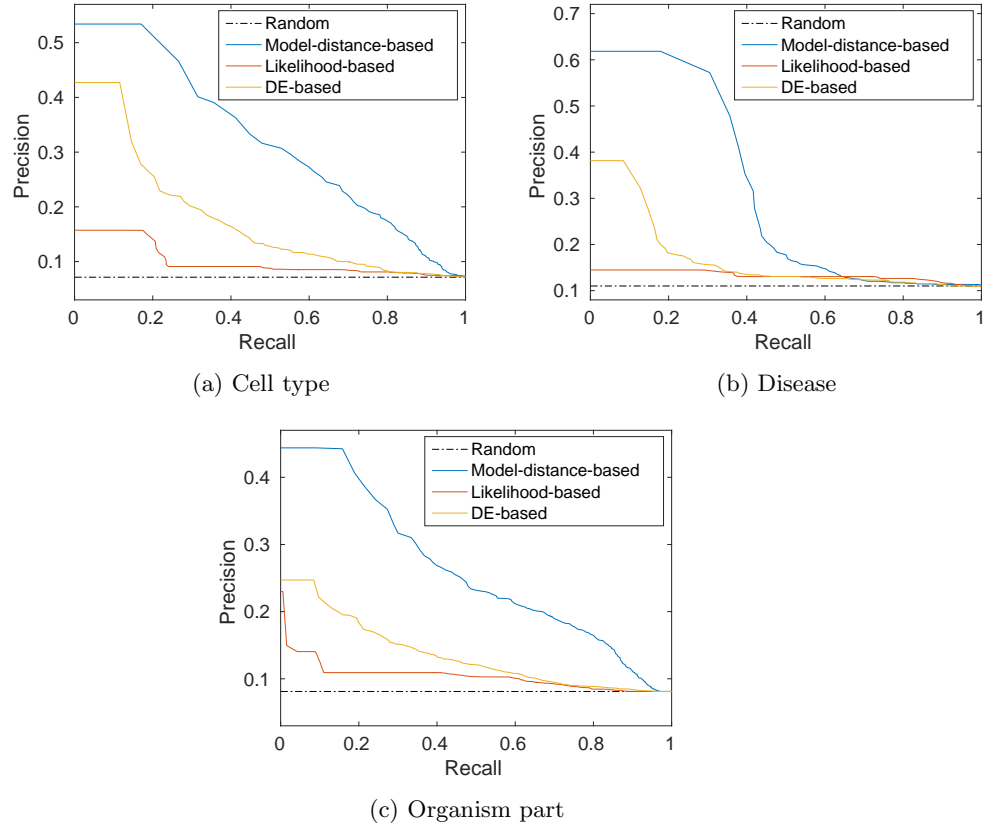 Random
Model-distance-based
Likelihood-based
DE-based
0.5
0.4
0.3
0.2
0.1
Precision
0 0.2 0.4 0.6 0.8 1
Recall
(a) Cell type
Random
Model-distance-based
Likelihood-based
DE-based
0.7
0.6
0.5
0.4
0.3
0.2
0.1
Precision
0 0.2 0.4 0.6 0.8 1
Recall
(b) Disease
Random
Model-distance-based
Likelihood-based
DE-based
0.4
0.3
0.2
0.1
Precision
0 0.2 0.4 0.6 0.8 1
Recall
(c) Organism part